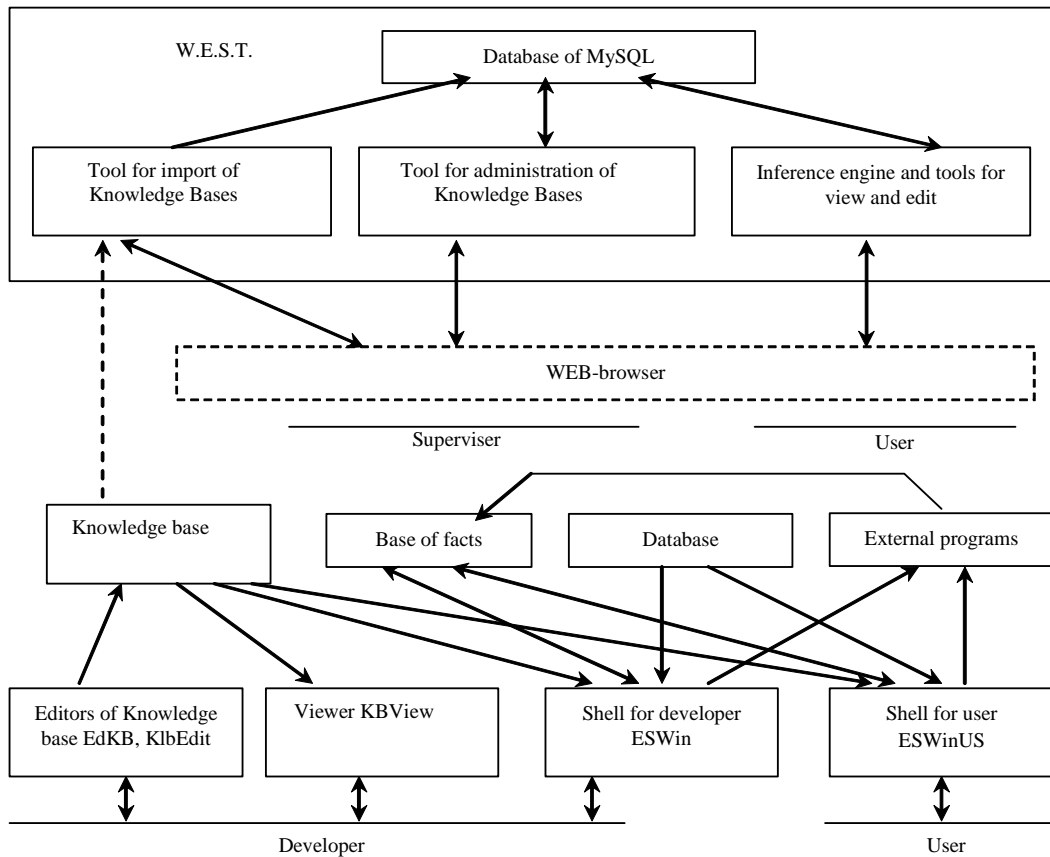 W.E.S.T.
Database of MySQL
Tool for import of
Knowledge Bases
Tool for administration of
Knowledge Bases
Inference engine and tools for
view and edit
WEB-browser
Superviser
User
Knowledge base
Base of facts
Database
External programs
Editors of Knowledge
base EdKB, KlbEdit
Viewer KBView
Shell for developer
ESWin
Shell for user
ESWinUS
Developer
User